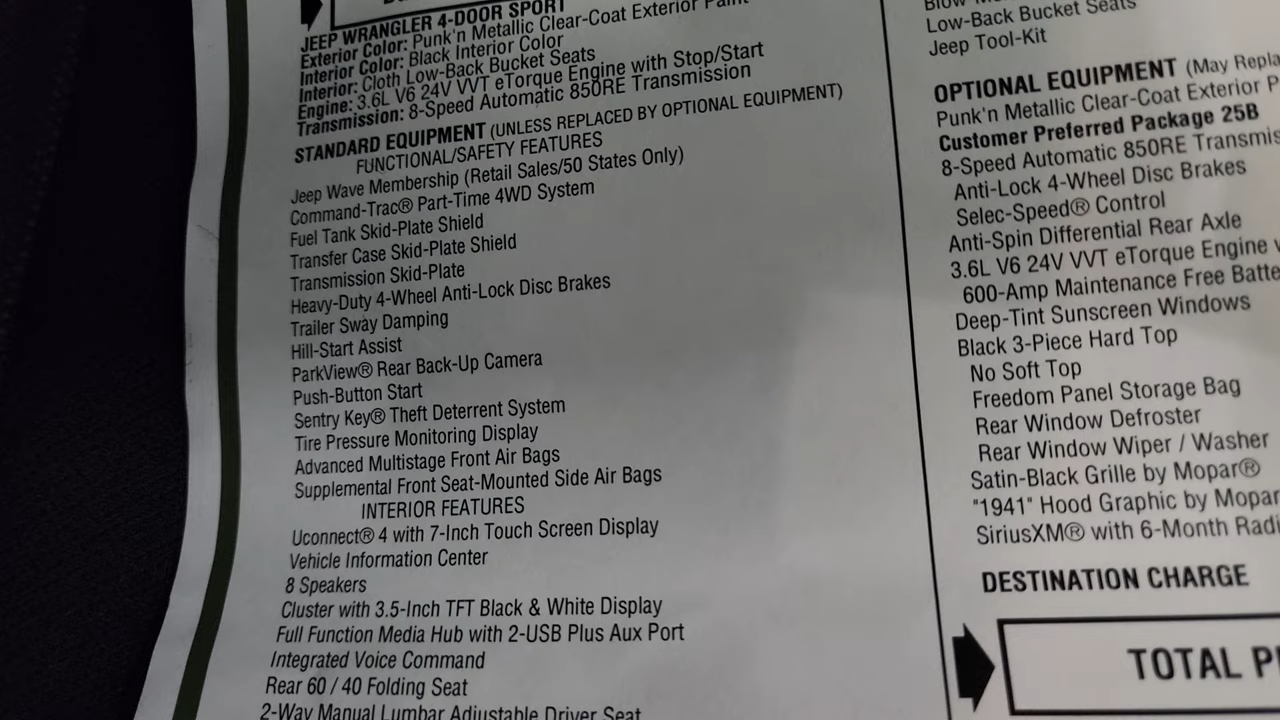 JEEP WRANGLER 4-DOOR SPORT
Exterior Color: Punk'n Metallic Clear-Coat Exterior Paint
Interior Color: Black Interior Color
Interior: Cloth Low-Back Bucket Seats
Engine: 3.6L V6 24V VVT eTorque Engine with Stop/Start
Transmission: 8-Speed Automatic 850RE Transmission
STANDARD EQUIPMENT (UNLESS REPLACED BY OPTIONAL EQUIPMENT)
FUNCTIONAL/SAFETY FEATURES
Jeep Wave Membership (Retail Sales/50 States Only)
Command-Trac® Part-Time 4WD System
Fuel Tank Skid-Plate Shield
Transfer Case Skid-Plate Shield
Transmission Skid-Plate
Heavy-Duty 4-Wheel Anti-Lock Disc Brakes
Trailer Sway Damping
Hill-Start Assist
ParkView® Rear Back-Up Camera
Push-Button Start
Sentry Key® Theft Deterrent System
Tire Pressure Monitoring Display
Advanced Multistage Front Air Bags
Supplemental Front Seat-Mounted Side Air Bags
INTERIOR FEATURES
Uconnect® 4 with 7-Inch Touch Screen Display
Vehicle Information Center
8 Speakers
Cluster with 3.5-Inch TFT Black & White Display
Full Function Media Hub with 2-USB Plus Aux Port
Integrated Voice Command
Rear 60 / 40 Folding Seat
2-Way Manual Lumbar Adjustable Driver Seat
Low-Back Bucket Seats
Jeep Tool-Kit
OPTIONAL EQUIPMENT (May Repla
Punk'n Metallic Clear-Coat Exterior P
Customer Preferred Package 25B
8-Speed Automatic 850RE Transmis
Anti-Lock 4-Wheel Disc Brakes
Selec-Speed® Control
Anti-Spin Differential Rear Axle
3.6L V6 24V VVT eTorque Engine
600-Amp Maintenance Free Batte
Deep-Tint Sunscreen Windows
Black 3-Piece Hard Top
No Soft Top
Freedom Panel Storage Bag
Rear Window Defroster
Rear Window Wiper / Washer
Satin-Black Grille by Mopar®
"1941" Hood Graphic by Mopar
SiriusXM® with 6-Month Radi
DESTINATION CHARGE
TOTAL P